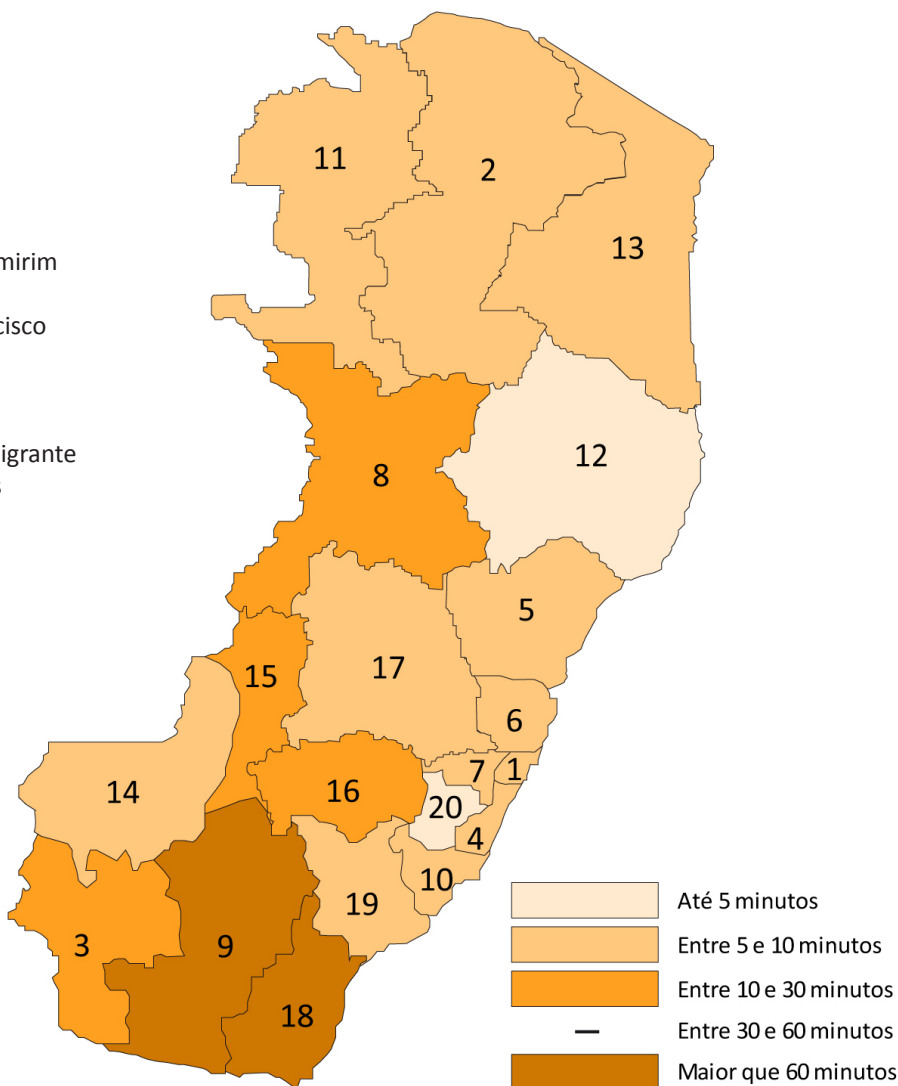 11
2
13
mirim
cisco
igrante
s
12
8
5
17
15
6
7
1
14
16
20
4
10
19
3
9
18
Até 5 minutos
Entre 5 e 10 minutos
Entre 10 e 30 minutos
Entre 30 e 60 minutos
Maior que 60 minutos